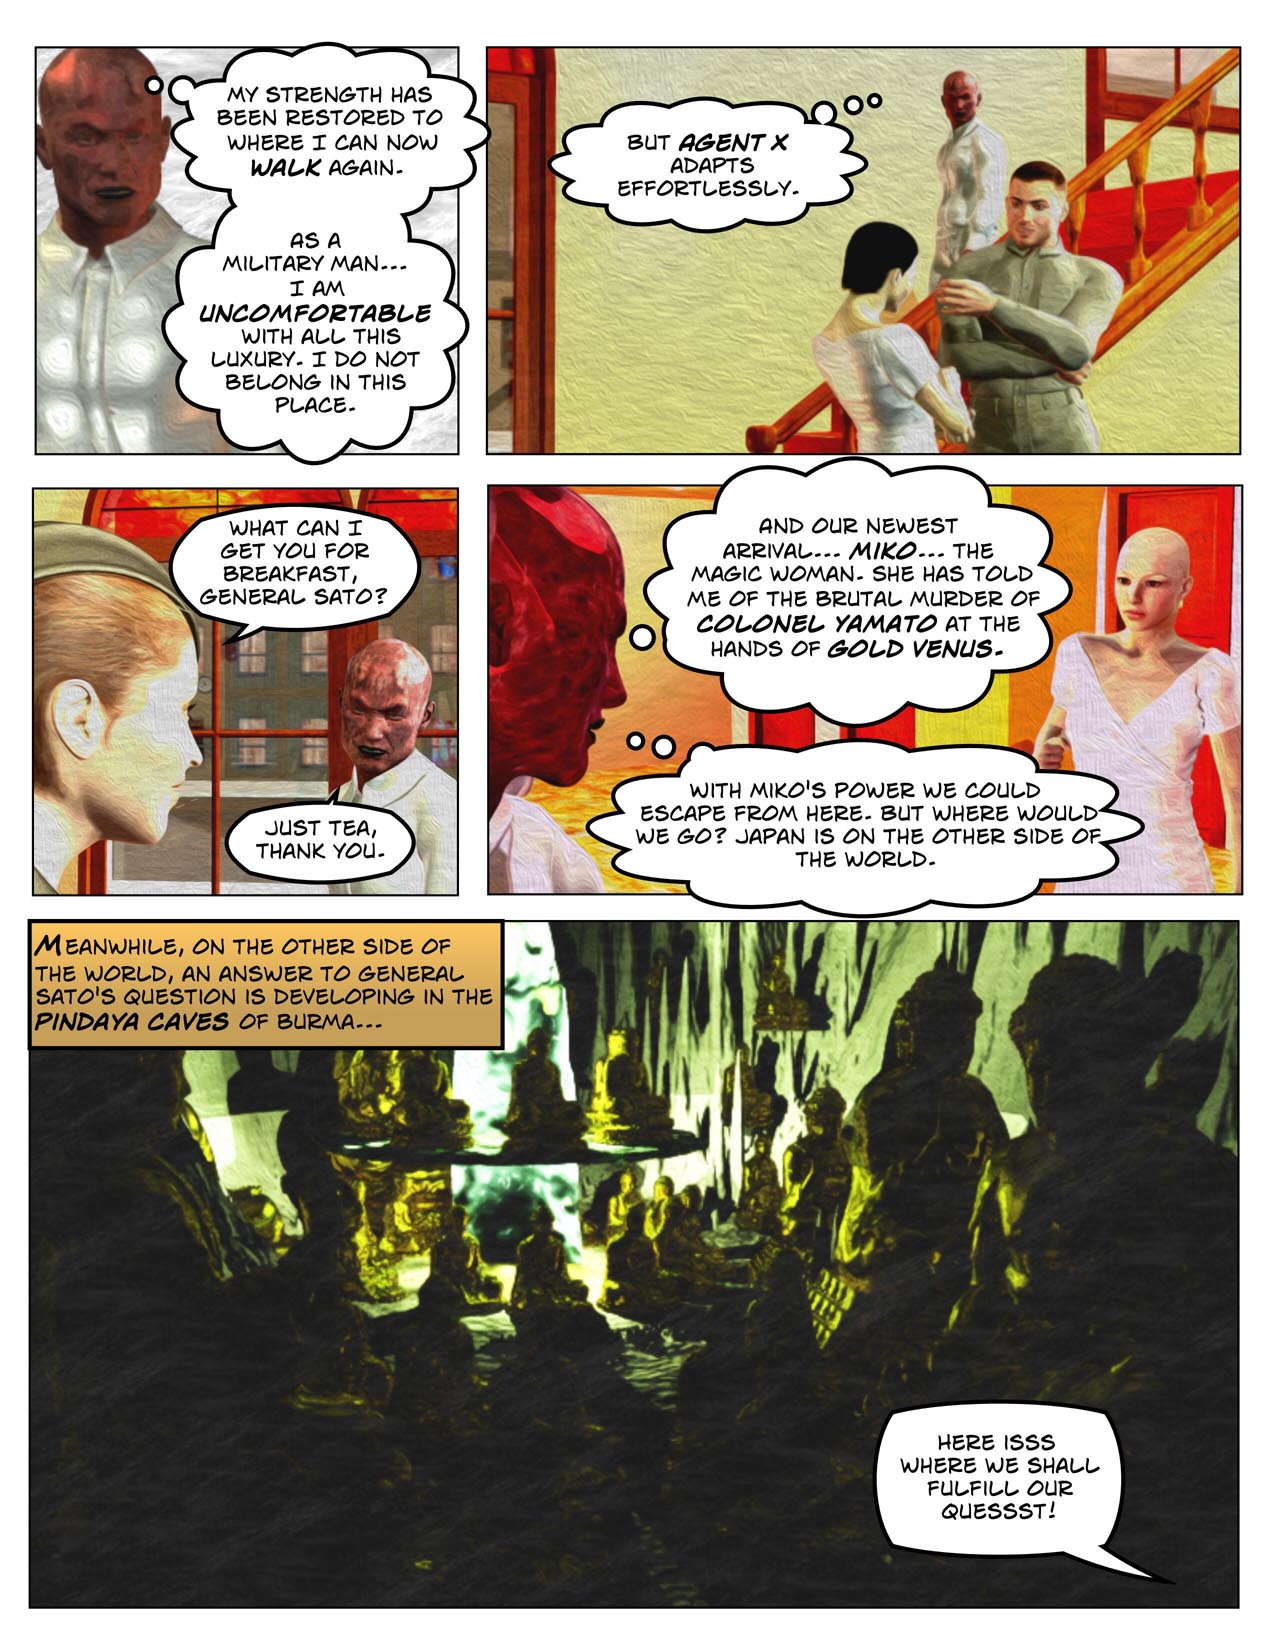 MY STRENGTH HAS
BEEN RESTORED TO
WHERE I CAN NOW
WALK AGAIN.
AS A
MILITARY MAN...
I AM
UNCOMFORTABLE
WITH ALL THIS
LUXURY. I DO NOT
BELONG IN THIS
PLACE.
BUT AGENT X
ADAPTS
EFFORTLESSLY.
WHAT CAN I
GET YOU FOR
BREAKFAST,
GENERAL SATO?
JUST TEA,
THANK YOU.
AND OUR NEWEST
ARRIVAL... MIKO... THE
MAGIC WOMAN. SHE HAS TOLD
ME OF THE BRUTAL MURDER OF
COLONEL YAMATO AT THE
HANDS OF GOLD VENUS.
WITH MIKO'S POWER WE COULD
ESCAPE FROM HERE. BUT WHERE WOULD
WE GO? JAPAN IS ON THE OTHER SIDE OF
THE WORLD.
MEANWHILE, ON THE OTHER SIDE OF
THE WORLD, AN ANSWER TO GENERAL
SATO'S QUESTION IS DEVELOPING IN THE
PINDAYA CAVES OF BURMA...
HERE ISSS
WHERE WE SHALL
FULFILL OUR
QUESSST!